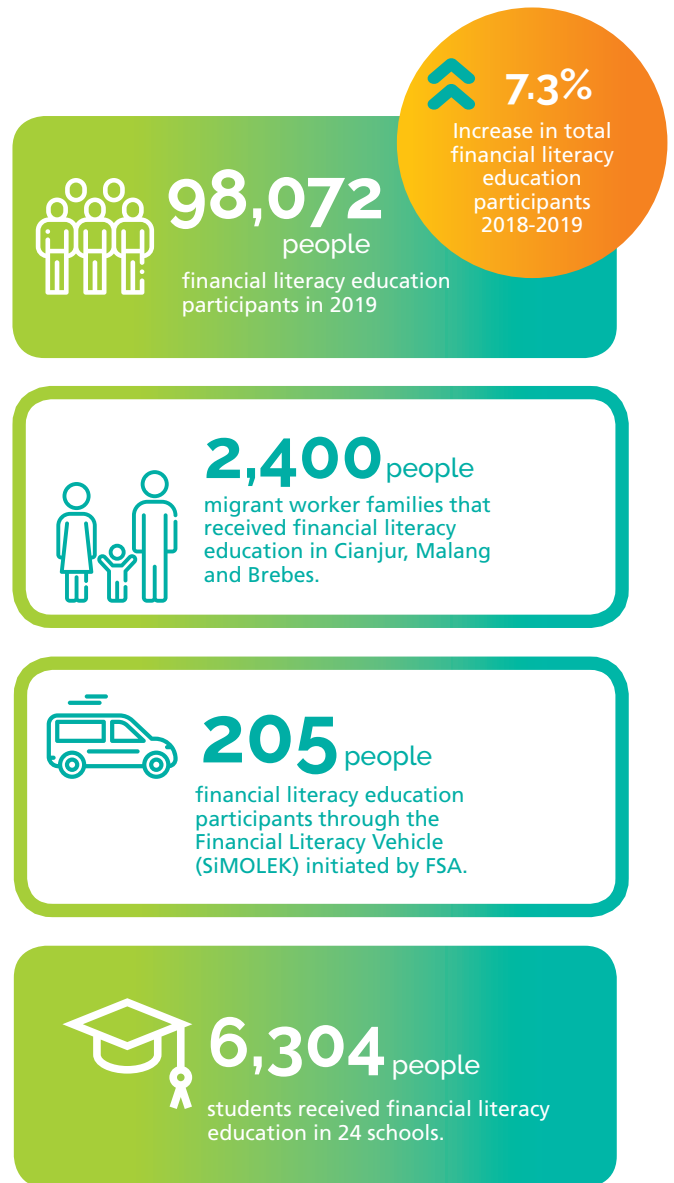 7.3%
Increase in total
financial literacy
education
participants
2018-2019
98,072
people
financial literacy education
participants in 2019
2,400 people
migrant worker families that
received financial literacy
education in Cianjur, Malang
and Brebes.
205 people
financial literacy education
participants through the
Financial Literacy Vehicle
(SiMOLEK) initiated by FSA.
6,304 people
students received financial literacy
education in 24 schools.